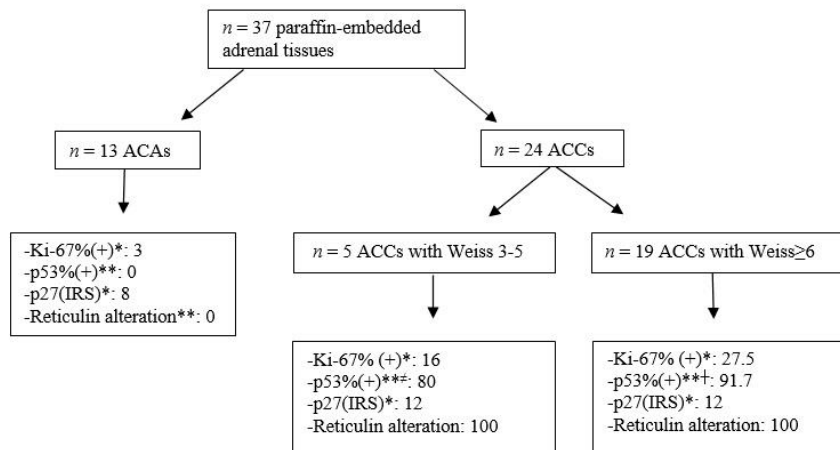 n = 37 paraffin-embedded
adrenal tissues
n = 13 ACAs
n = 24 ACCs
-Ki-67%(+)*: 3
-p53%(+)**: 0
-p27(IRS)*: 8
-Reticulin alteration**: 0
n = 5 ACCs with Weiss 3-5
n = 19 ACCs with Weiss≥6
-Ki-67% (+)*: 16
-p53%(+)**≠: 80
-p27(IRS)*: 12
-Reticulin alteration: 100
-Ki-67% (+)*: 27.5
-p53%(+)**┼: 91.7
-p27(IRS)*: 12
-Reticulin alteration: 100